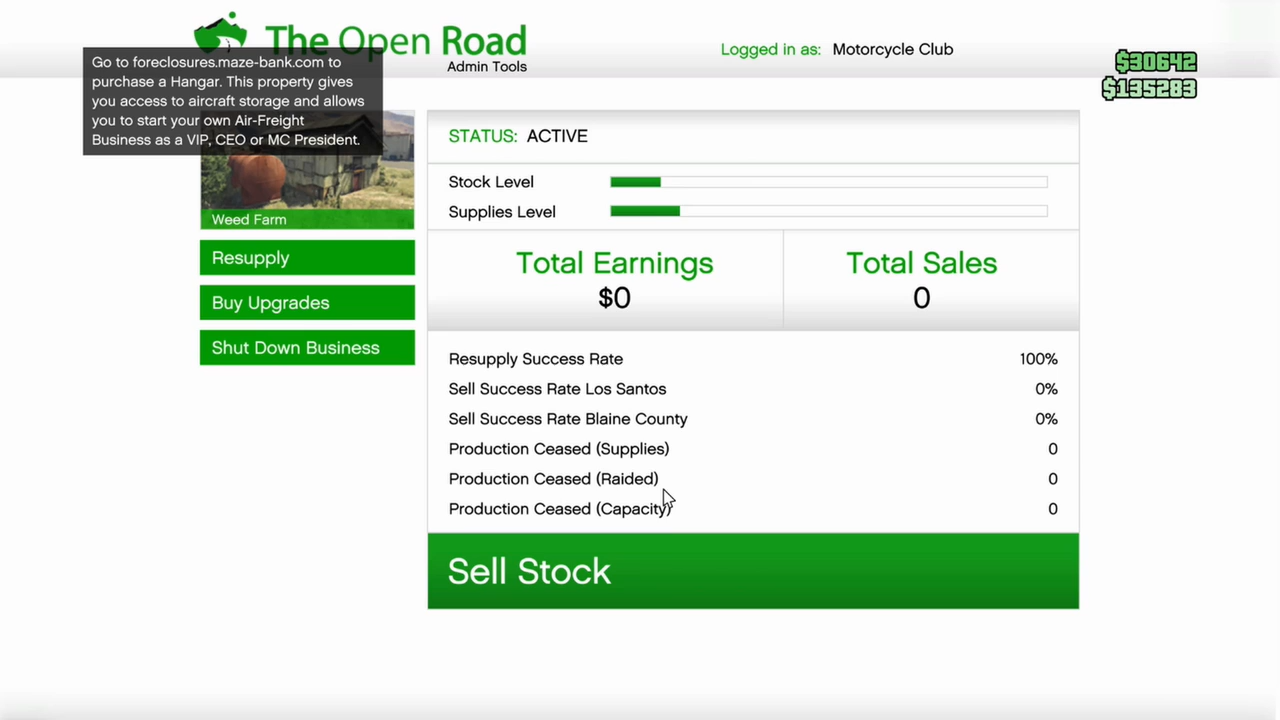 The Open Road
Admin Tools
Logged in as: Motorcycle Club
$30642
$135283
Go to foreclosures.maze-bank.com to
purchase a Hangar. This property gives
you access to aircraft storage and allows
you to start your own Air-Freight
Business as a VIP, CEO or MC President.
Weed Farm
Resupply
Buy Upgrades
Shut Down Business
STATUS: ACTIVE
Stock Level
Supplies Level
Total Earnings
$0
Total Sales
0
Resupply Success Rate 100%
Sell Success Rate Los Santos 0%
Sell Success Rate Blaine County 0%
Production Ceased (Supplies) 0
Production Ceased (Raided) 0
Production Ceased (Capacity) 0
Sell Stock